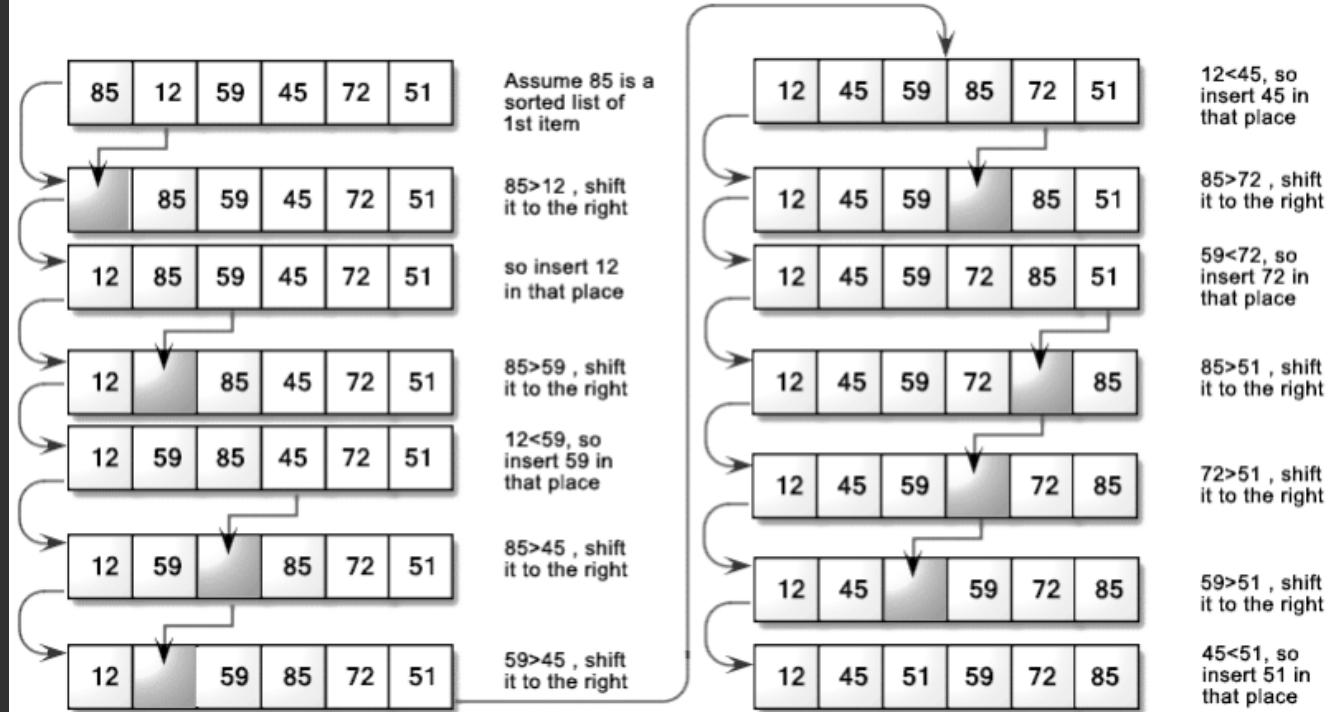 85 12 59 45 72 51
Assume 85 is a
sorted list of
1st item
85 59 45 72 51
85>12 , shift
it to the right
12 85 59 45 72 51
so insert 12
in that place
12 85 45 72 51
85>59 , shift
it to the right
12 59 85 45 72 51
12<59, so
insert 59 in
that place
12 59 85 72 51
85>45 , shift
it to the right
12 59 85 72 51
59>45 , shift
it to the right
12 45 59 85 72 51
12<45, so
insert 45 in
that place
12 45 59 85 51
85>72 , shift
it to the right
12 45 59 72 85 51
59<72, so
insert 72 in
that place
12 45 59 72 85
85>51 , shift
it to the right
12 45 59 72 85
72>51 , shift
it to the right
12 45 59 72 85
59>51 , shift
it to the right
12 45 51 59 72 85
45<51, so
insert 51 in
that place